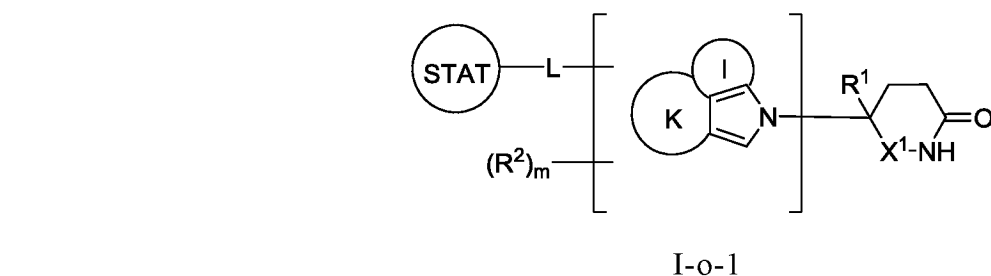 STAT
L
I
K
N
R¹
X¹-NH
O
(R²)m
I-o-1